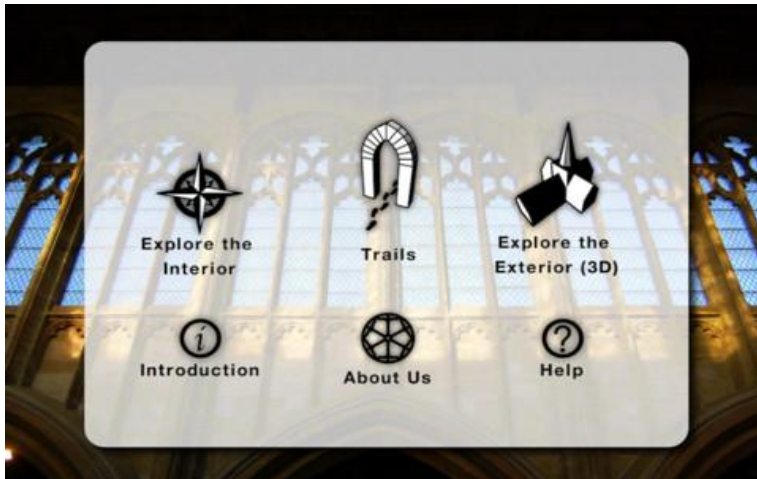 Explore the
Interior
Trails
Explore the
Exterior (3D)
i
Introduction
About Us
?
Help